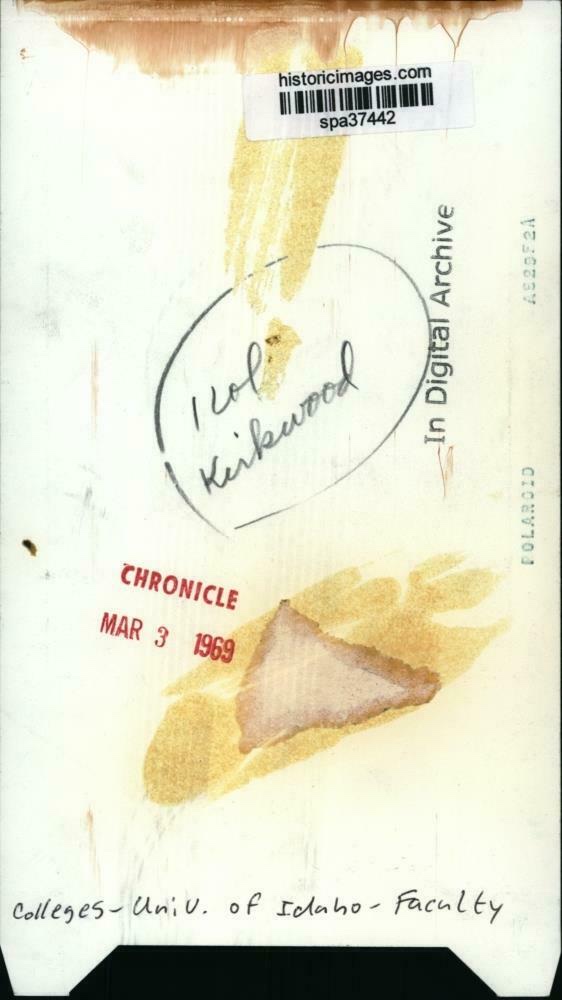 historicimages.com
spa37442
In Digital Archive
A929F2A
1 col
Kirkwood
POLAROID
CHRONICLE
MAR 3 1969
Colleges - Univ. of Idaho - Faculty